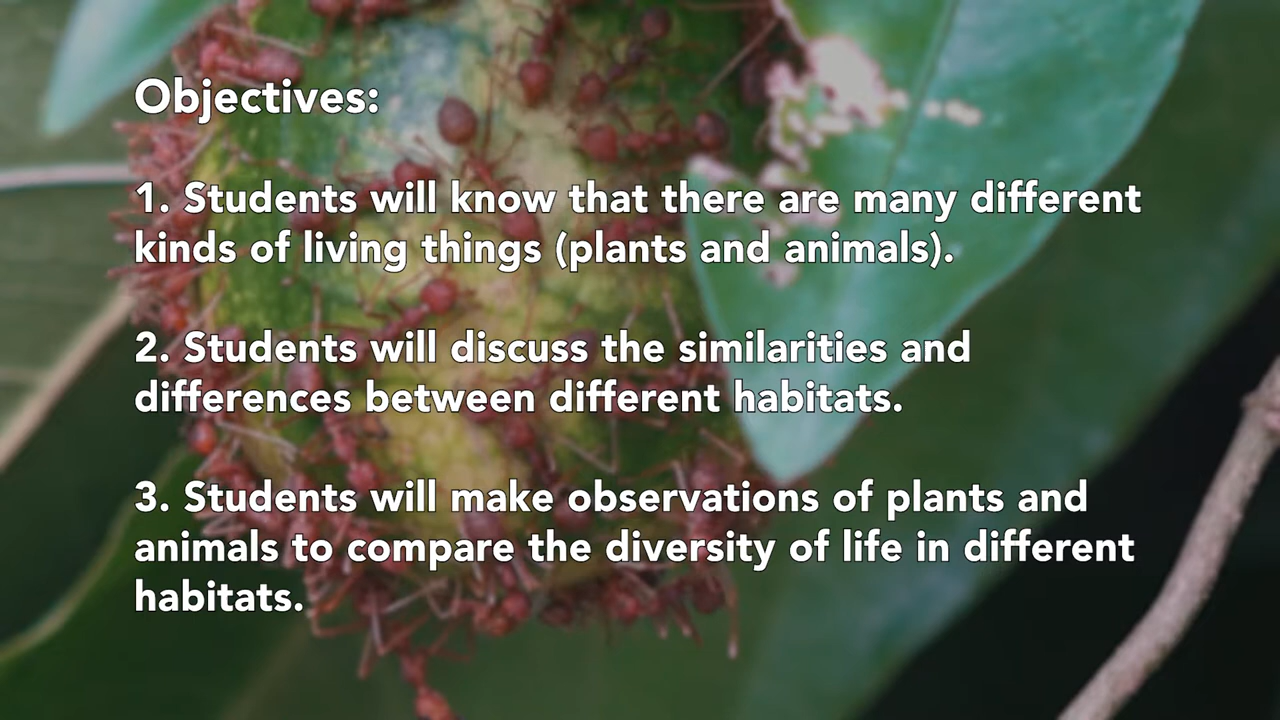 Objectives:
1. Students will know that there are many different
kinds of living things (plants and animals).
2. Students will discuss the similarities and
differences between different habitats.
3. Students will make observations of plants and
animals to compare the diversity of life in different
habitats.